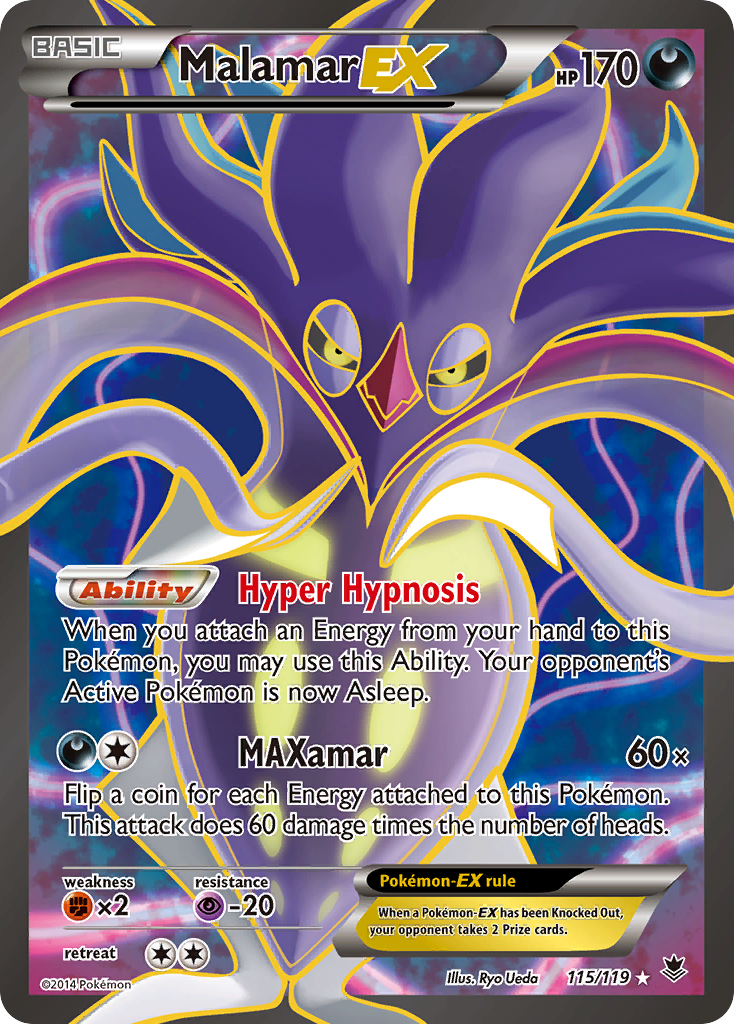 BASIC
Malamar EX
HP 170
Ability Hyper Hypnosis
When you attach an Energy from your hand to this
Pokémon, you may use this Ability. Your opponent's
Active Pokémon is now Asleep.
MAXamar 60×
Flip a coin for each Energy attached to this Pokémon.
This attack does 60 damage times the number of heads.
weakness resistance
×2 -20
Pokémon-EX rule
When a Pokémon-EX has been Knocked Out,
your opponent takes 2 Prize cards.
retreat
©2014 Pokémon
Illus. Ryo Ueda 115/119 ★